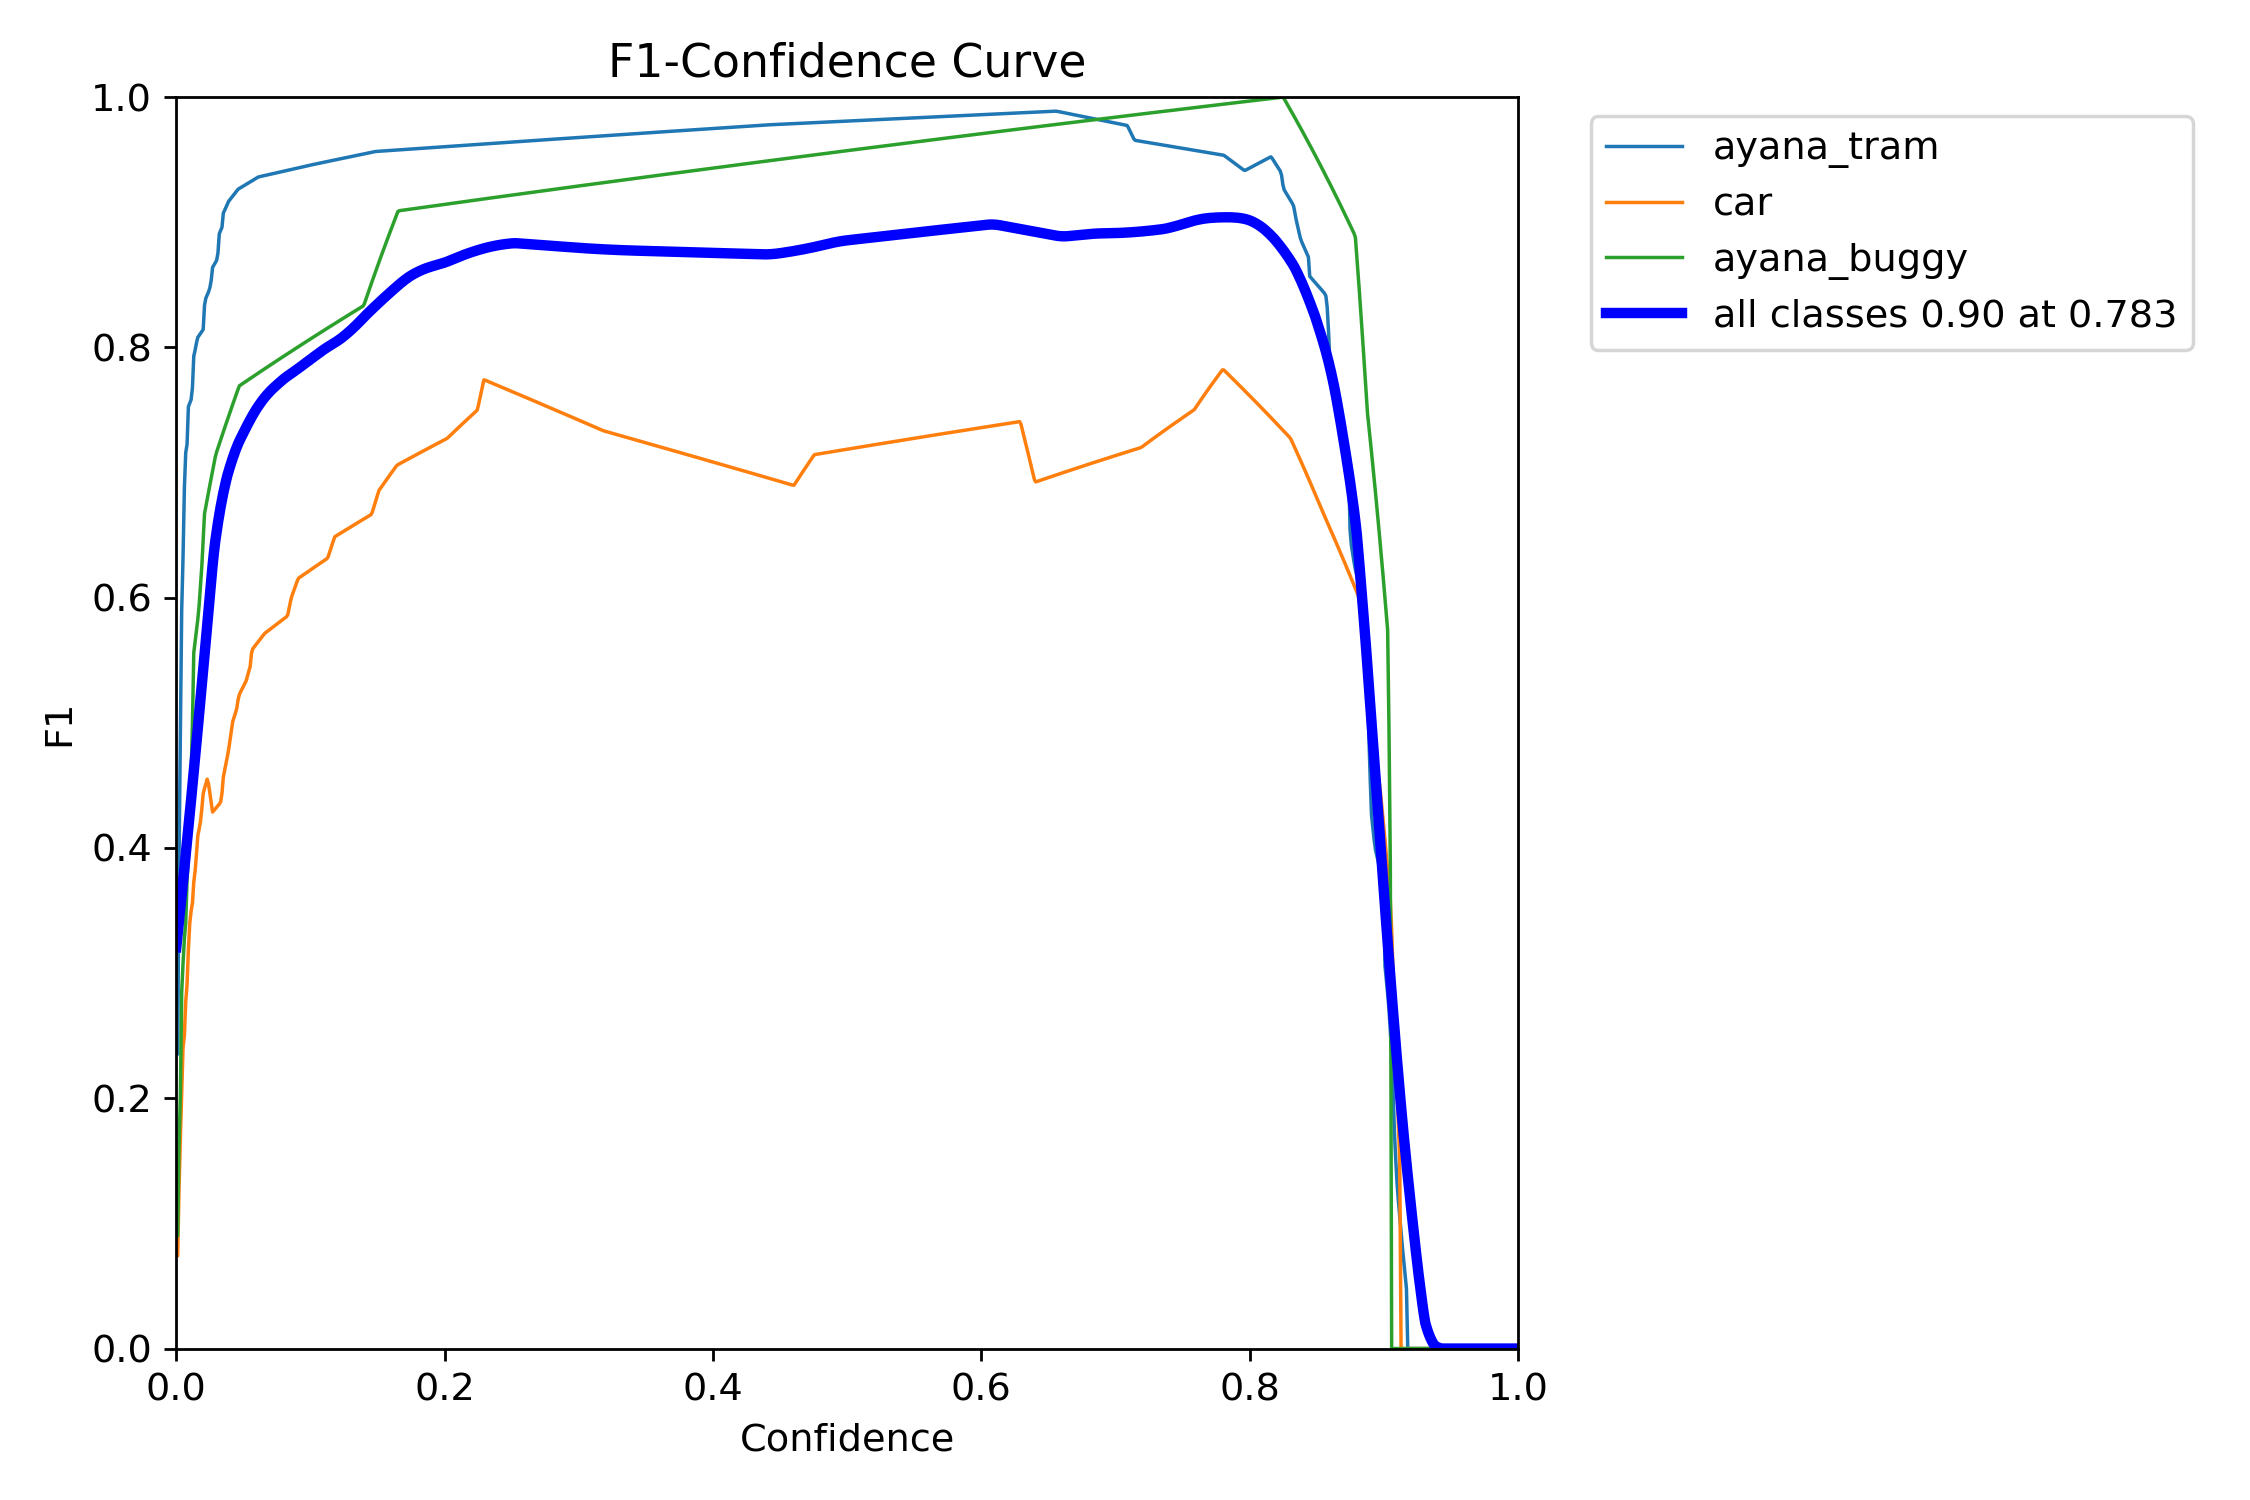 F1-Confidence Curve
1.0
0.8
0.6
0.4
0.2
0.0
F1
0.0 0.2 0.4 0.6 0.8 1.0
Confidence
ayana_tram
car
ayana_buggy
all classes 0.90 at 0.783